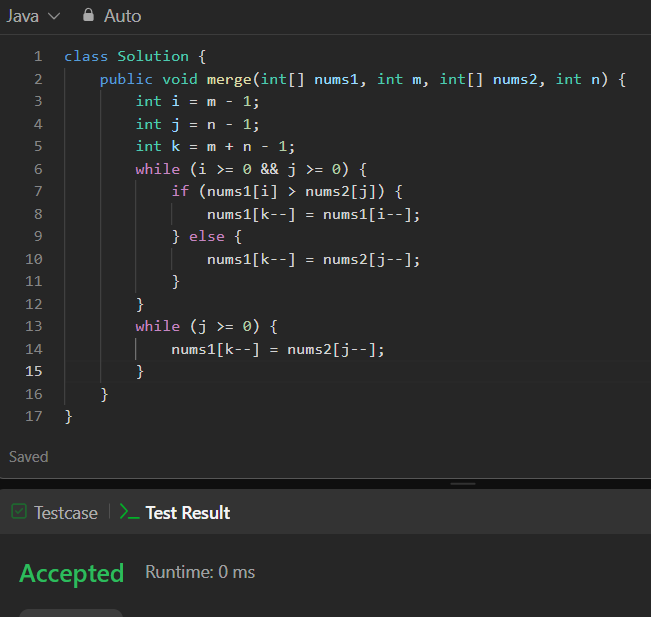 Java Auto
1 class Solution {
2 public void merge(int[] nums1, int m, int[] nums2, int n) {
3 int i = m - 1;
4 int j = n - 1;
5 int k = m + n - 1;
6 while (i >= 0 && j >= 0) {
7 if (nums1[i] > nums2[j]) {
8 nums1[k--] = nums1[i--];
9 } else {
10 nums1[k--] = nums2[j--];
11 }
12 }
13 while (j >= 0) {
14 nums1[k--] = nums2[j--];
15 }
16 }
17 }
Saved
Testcase Test Result
Accepted Runtime: 0 ms